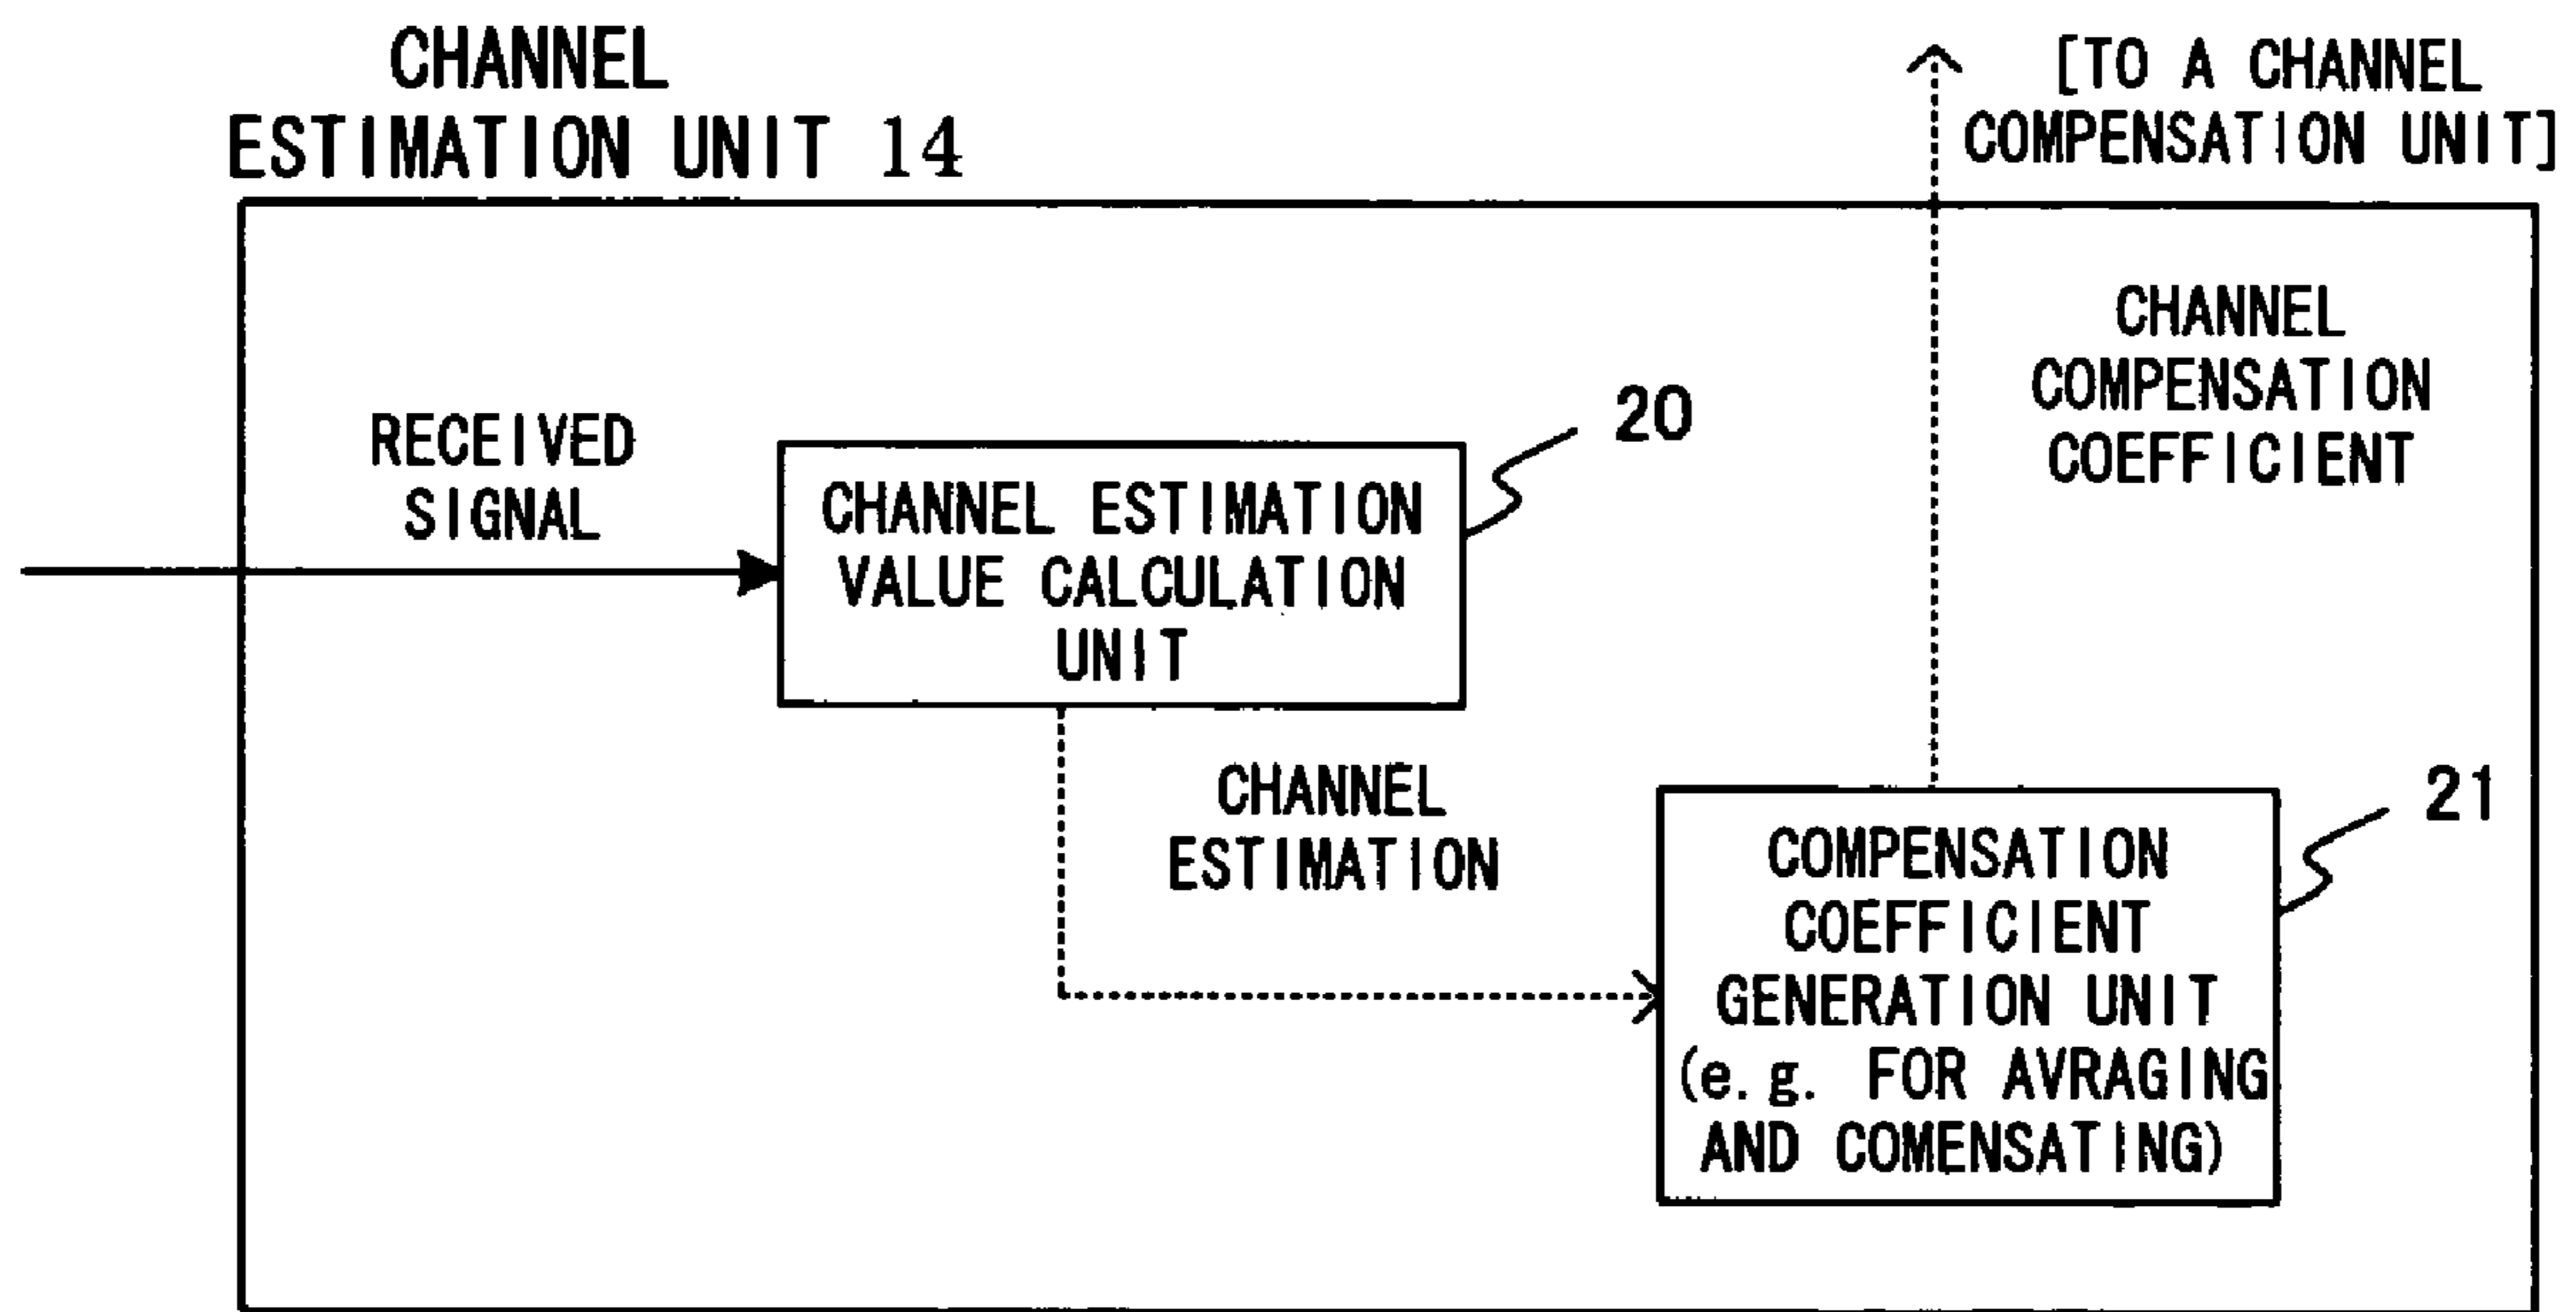 CHANNEL
ESTIMATION UNIT 14
[TO A CHANNEL
COMPENSATION UNIT]
CHANNEL
COMPENSATION
COEFFICIENT
RECEIVED
SIGNAL
20
CHANNEL ESTIMATION
VALUE CALCULATION
UNIT
CHANNEL
ESTIMATION
21
COMPENSATION
COEFFICIENT
GENERATION UNIT
(e.g. FOR AVRAGING
AND COMENSATING)